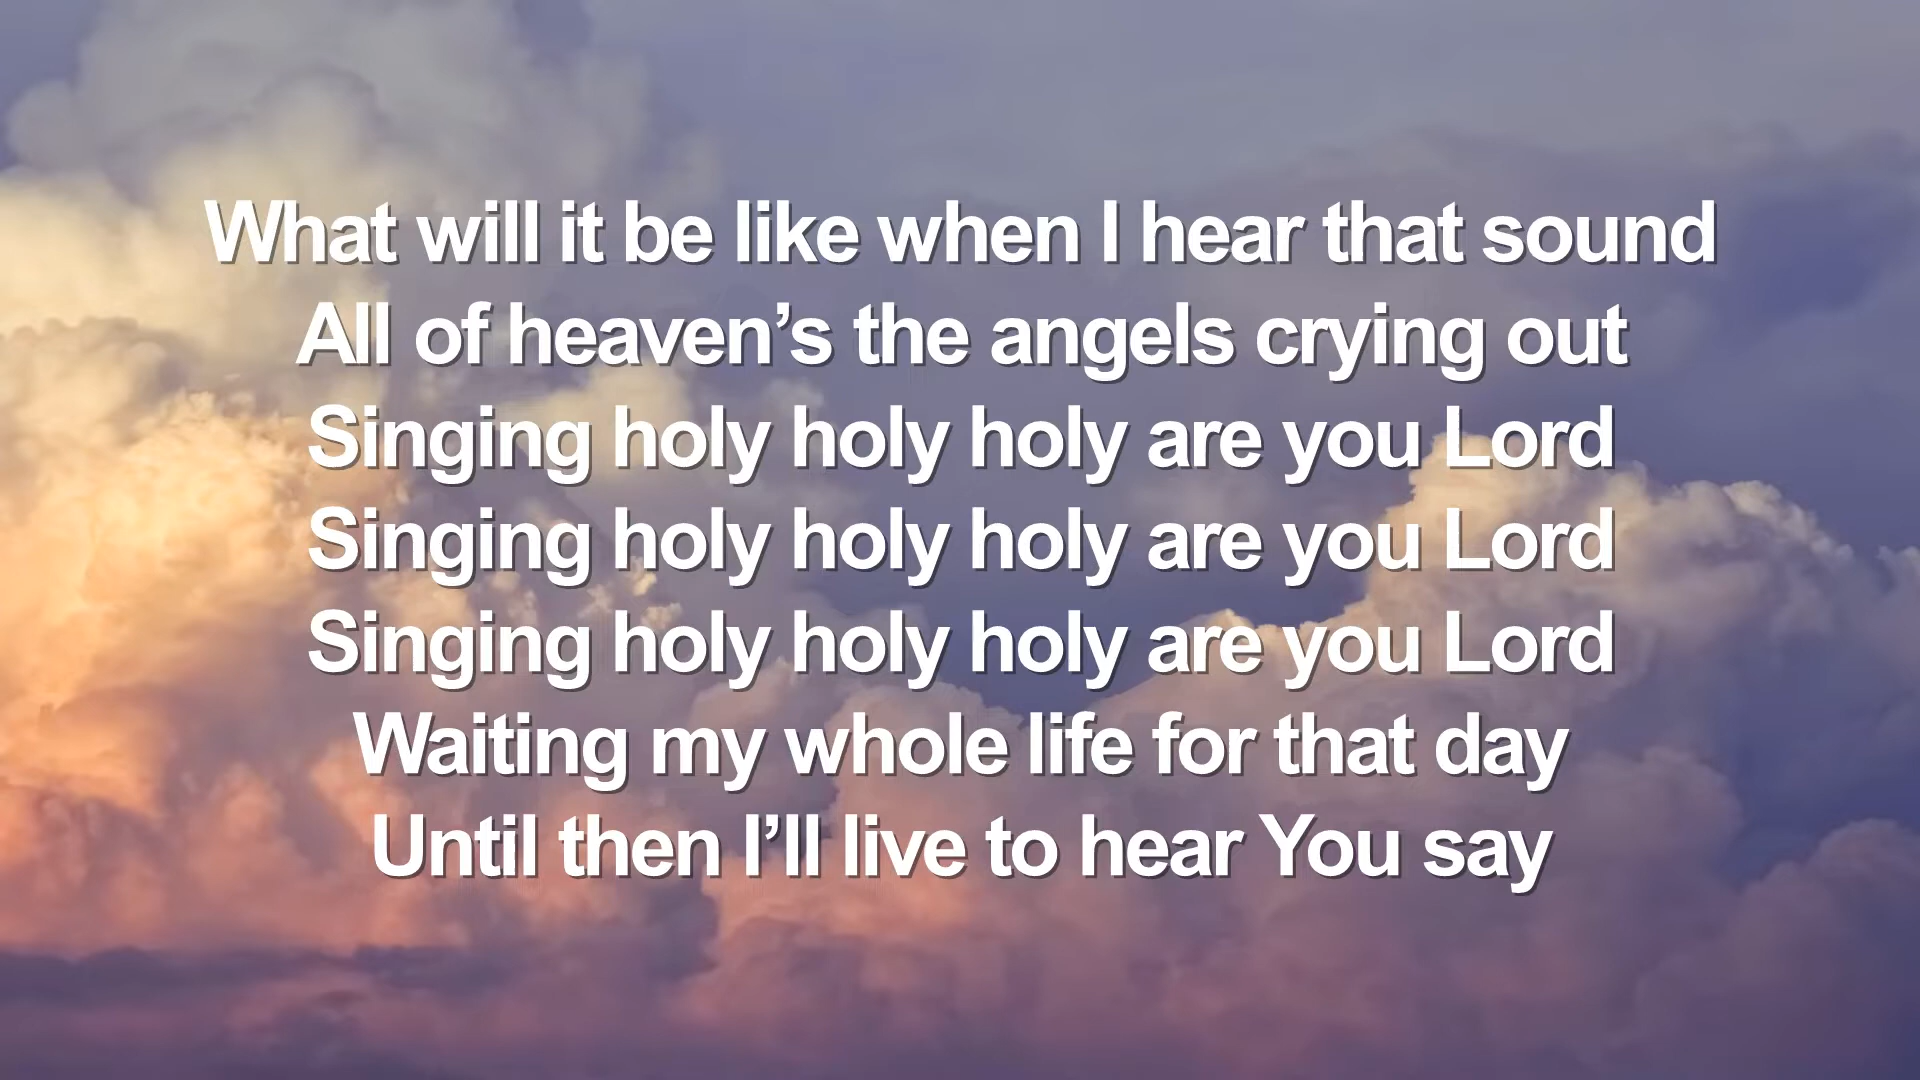 What will it be like when I hear that sound
All of heaven’s the angels crying out
Singing holy holy holy are you Lord
Singing holy holy holy are you Lord
Singing holy holy holy are you Lord
Waiting my whole life for that day
Until then I’ll live to hear You say